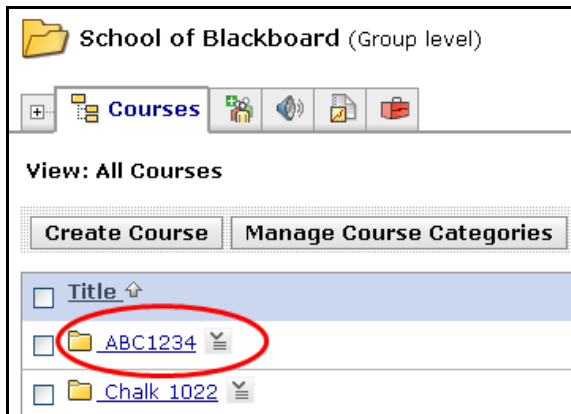 School of Blackboard (Group level)
Courses
View: All Courses
Create Course Manage Course Categories
Title
ABC1234
Chalk 1022